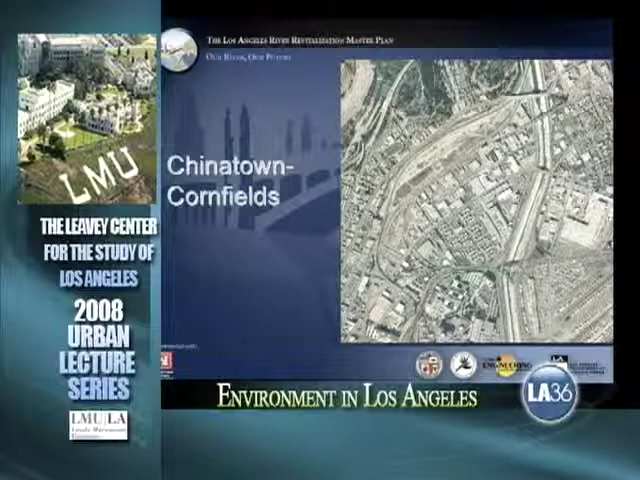 THE LOS ANGELES RIVER REVITALIZATION MASTER PLAN
OUR RIVER, OUR FUTURE
Chinatown-
Cornfields
LMU
THE LEAVEY CENTER
FOR THE STUDY OF
LOS ANGELES
2008
URBAN
LECTURE
SERIES
LMU|LA
ENGINEERING
ENVIRONMENT IN LOS ANGELES
LA36